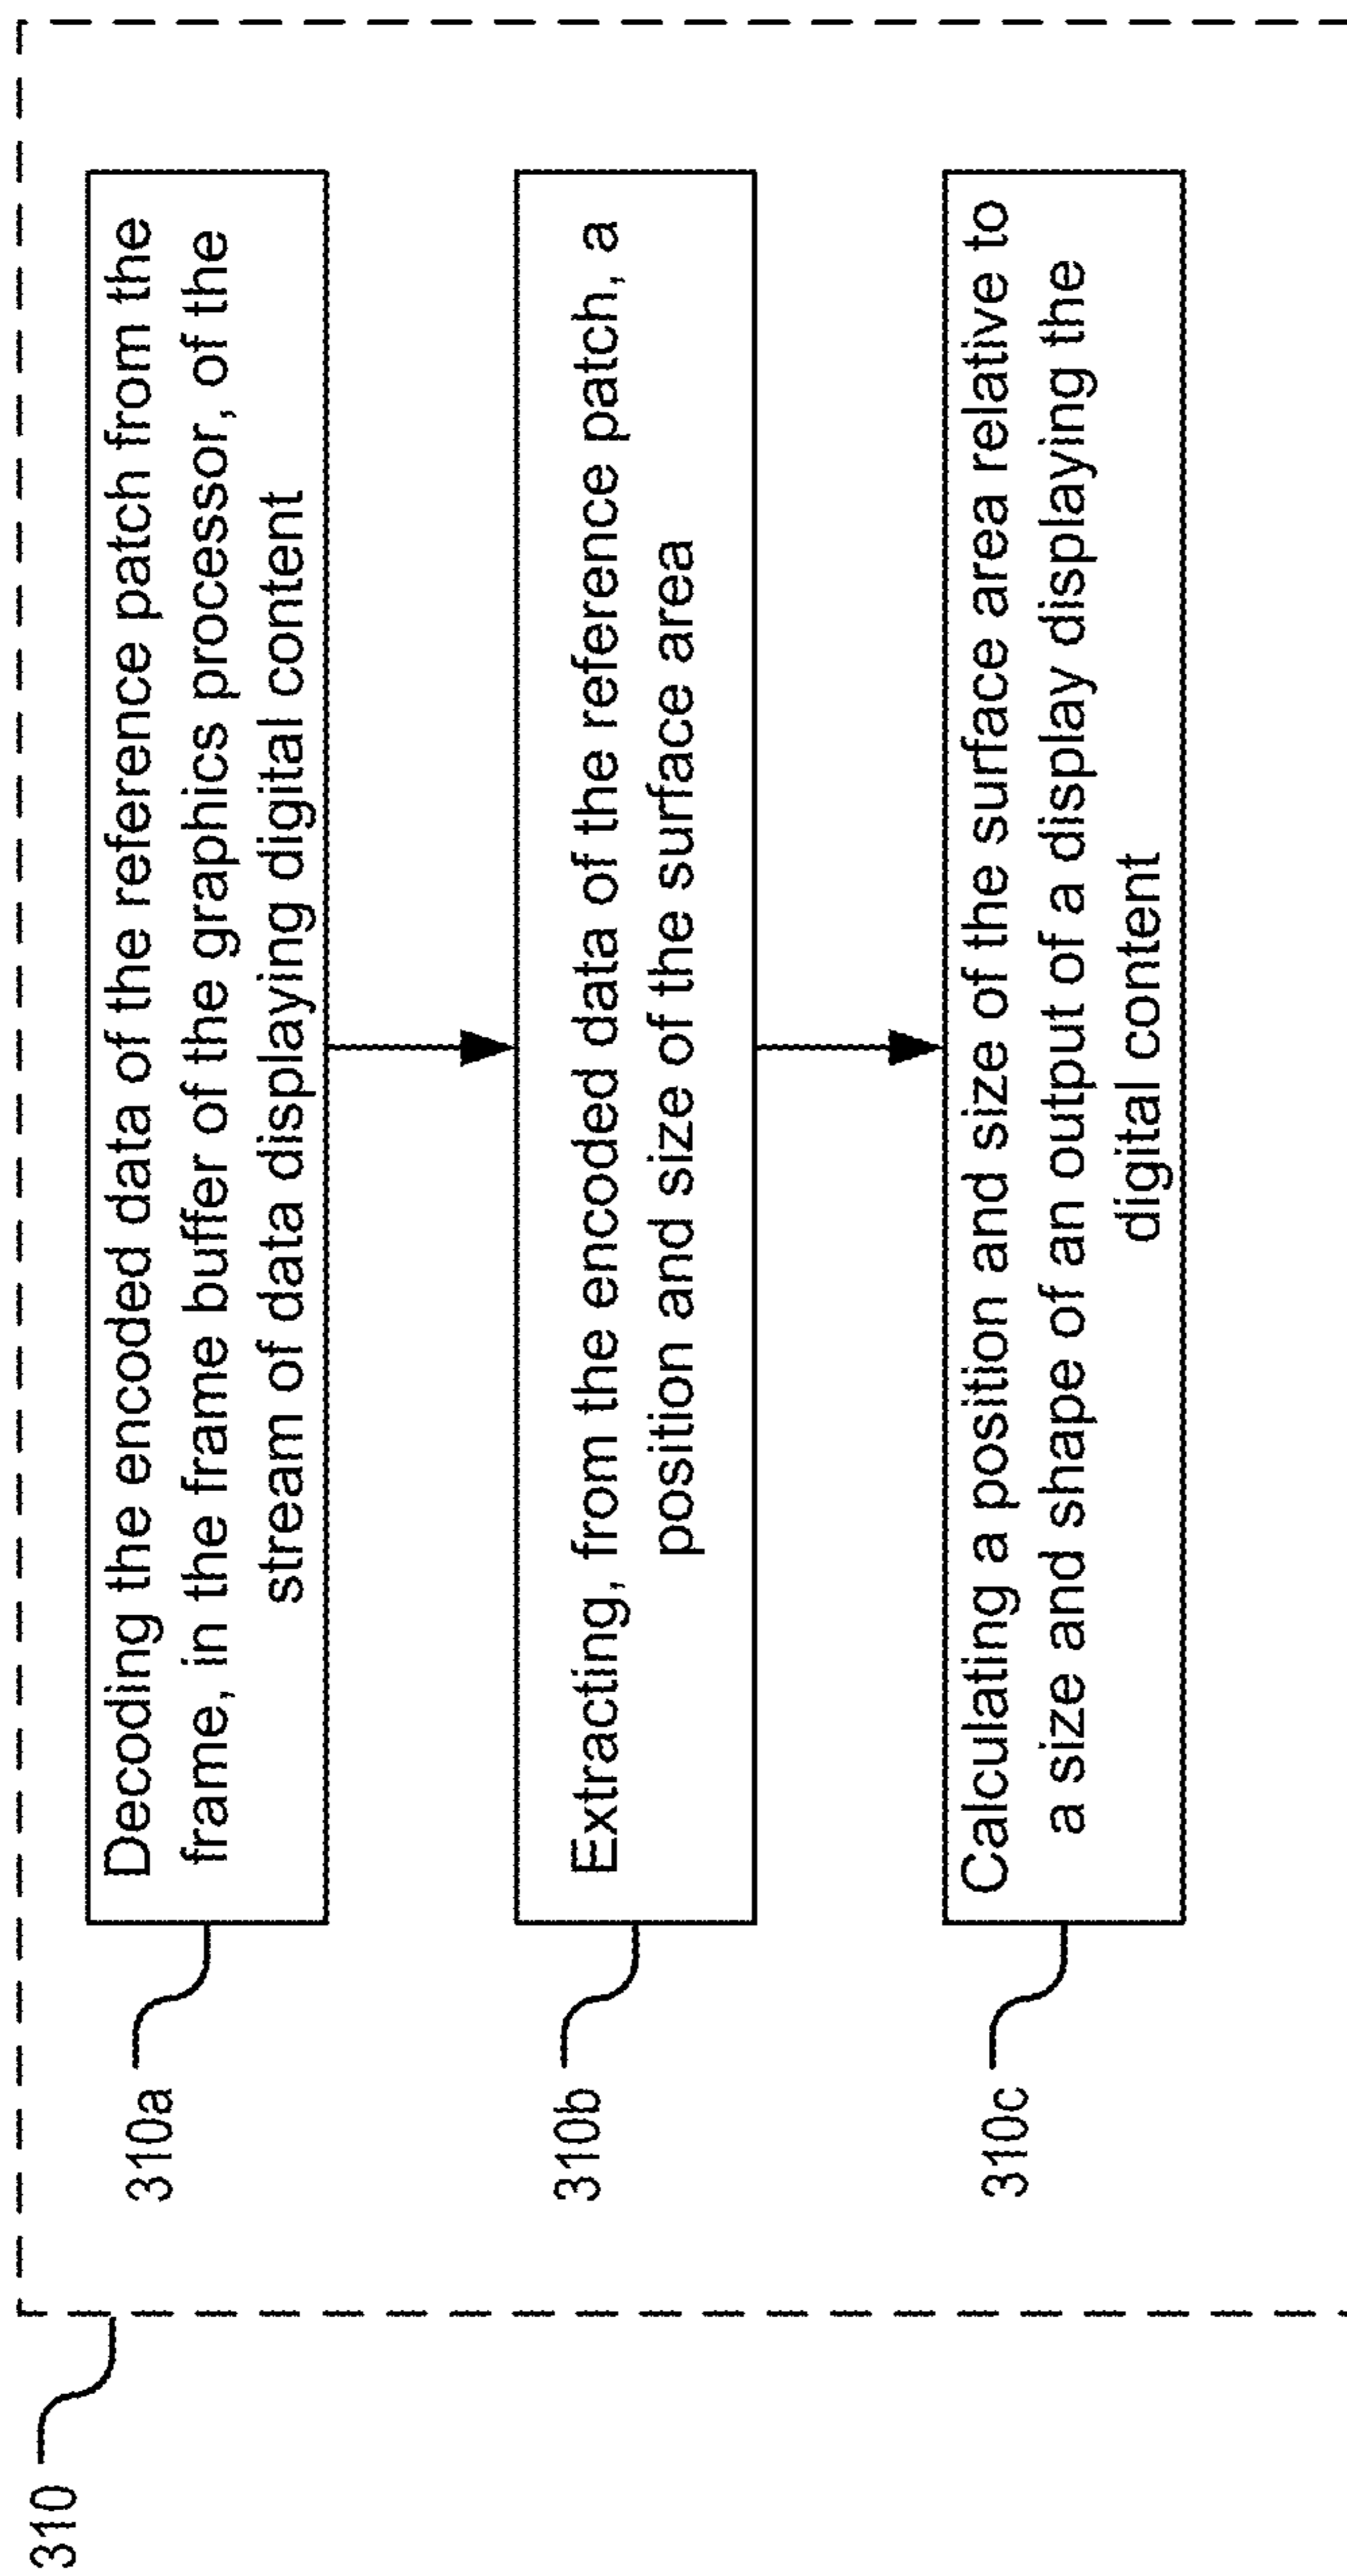 310
310a
Decoding the encoded data of the reference patch from the
frame, in the frame buffer of the graphics processor, of the
stream of data displaying digital content
310b
Extracting, from the encoded data of the reference patch, a
position and size of the surface area
310c
Calculating a position and size of the surface area relative to
a size and shape of an output of a display displaying the
digital content